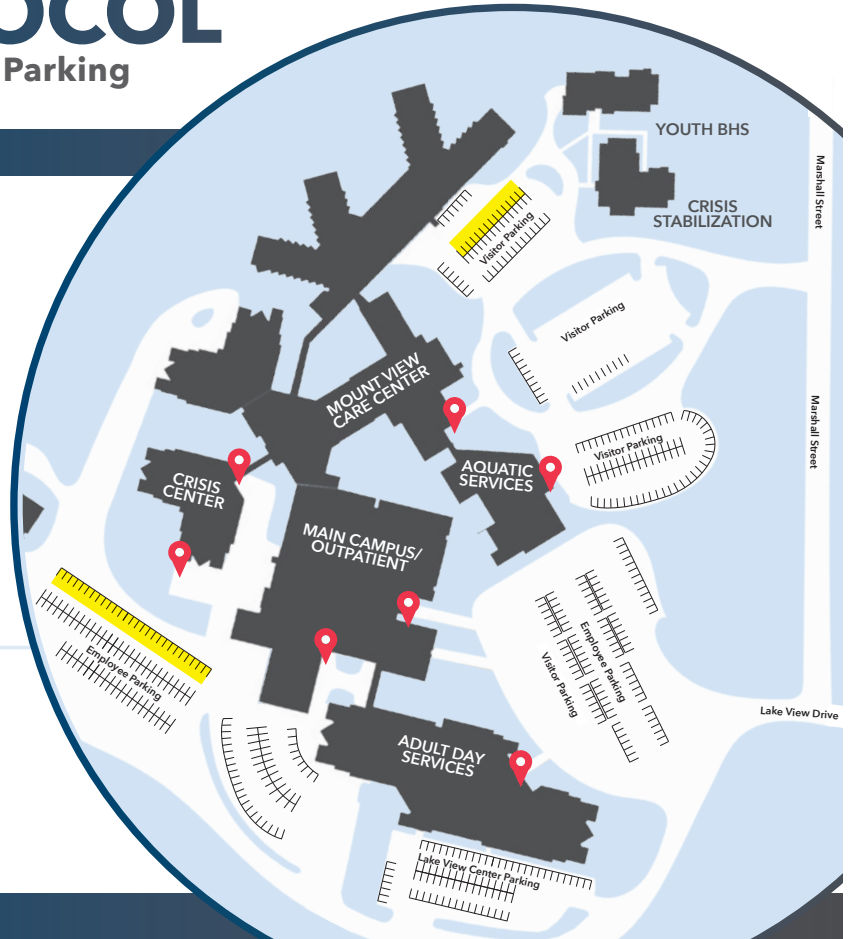 OCOL
Parking
YOUTH BHS
CRISIS
STABILIZATION
Marshall Street
Visitor Parking
Visitor Parking
MOUNT VIEW
CARE CENTER
Marshall Street
Visitor Parking
AQUATIC
SERVICES
CRISIS
CENTER
MAIN CAMPUS/
OUTPATIENT
Employee Parking
Visitor Parking
Employee Parking
Lake View Drive
ADULT DAY
SERVICES
Lake View Center Parking